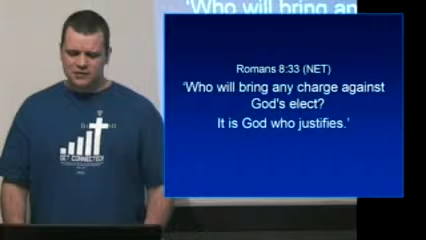 'Who will bring an
Romans 8:33 (NET)
'Who will bring any charge against
God's elect?
It is God who justifies.'
GET CONNECTED